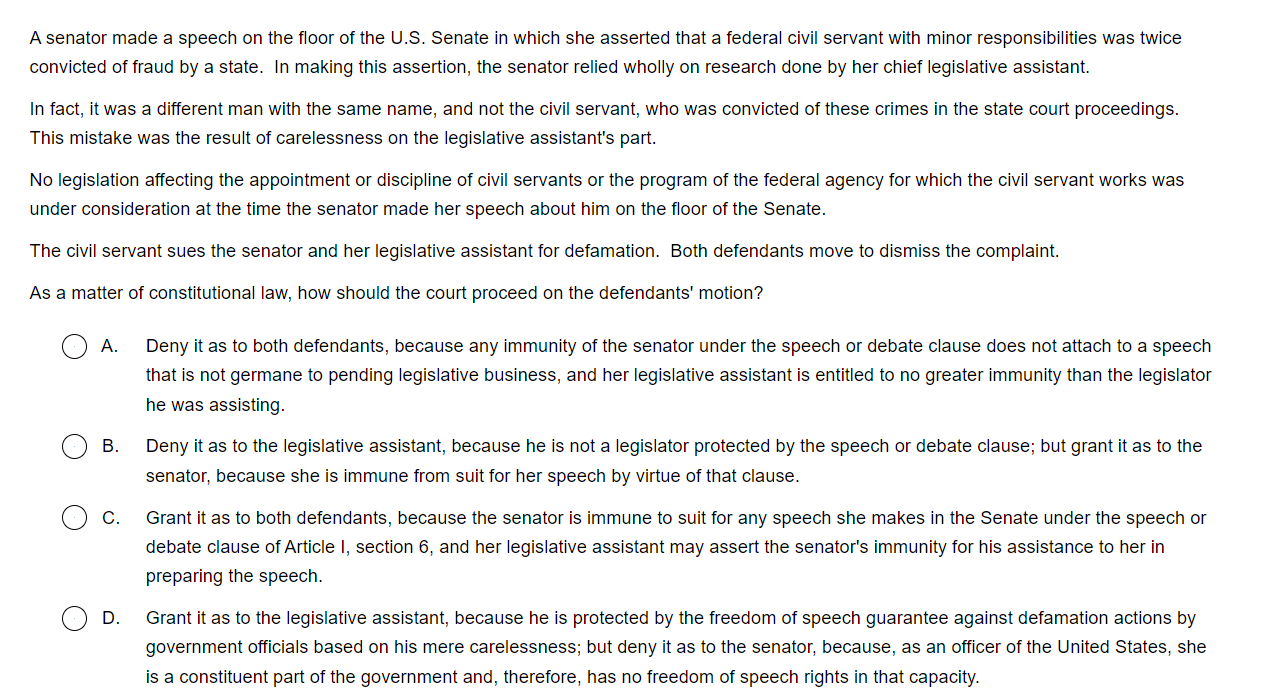 A senator made a speech on the floor of the U.S. Senate in which she asserted that a federal civil servant with minor responsibilities was twice
convicted of fraud by a state.  In making this assertion, the senator relied wholly on research done by her chief legislative assistant.
In fact, it was a different man with the same name, and not the civil servant, who was convicted of these crimes in the state court proceedings.
This mistake was the result of carelessness on the legislative assistant's part.
No legislation affecting the appointment or discipline of civil servants or the program of the federal agency for which the civil servant works was
under consideration at the time the senator made her speech about him on the floor of the Senate.
The civil servant sues the senator and her legislative assistant for defamation.  Both defendants move to dismiss the complaint.
As a matter of constitutional law, how should the court proceed on the defendants' motion?
A. Deny it as to both defendants, because any immunity of the senator under the speech or debate clause does not attach to a speech
that is not germane to pending legislative business, and her legislative assistant is entitled to no greater immunity than the legislator
he was assisting.
B. Deny it as to the legislative assistant, because he is not a legislator protected by the speech or debate clause; but grant it as to the
senator, because she is immune from suit for her speech by virtue of that clause.
C. Grant it as to both defendants, because the senator is immune to suit for any speech she makes in the Senate under the speech or
debate clause of Article I, section 6, and her legislative assistant may assert the senator's immunity for his assistance to her in
preparing the speech.
D. Grant it as to the legislative assistant, because he is protected by the freedom of speech guarantee against defamation actions by
government officials based on his mere carelessness; but deny it as to the senator, because, as an officer of the United States, she
is a constituent part of the government and, therefore, has no freedom of speech rights in that capacity.